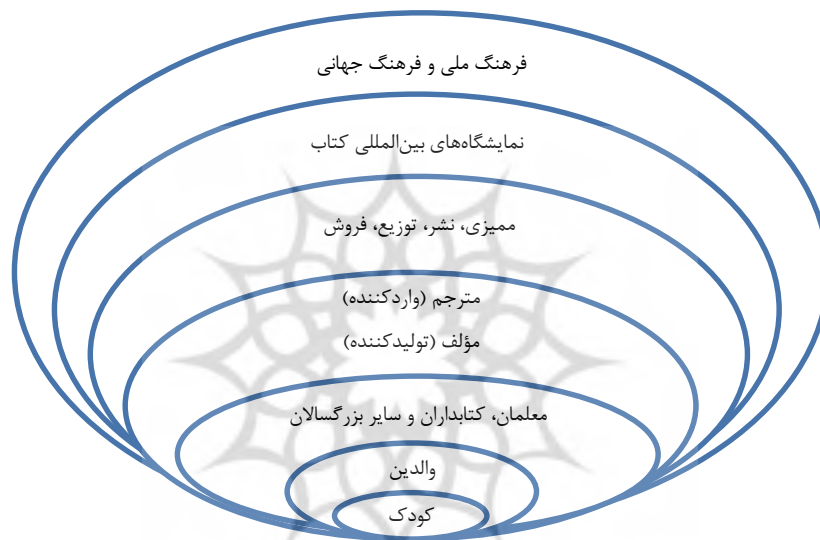 فرهنگ ملی و فرهنگ جهانی
نمایشگاه‌های بین‌المللی کتاب
ممیزی، نشر، توزیع، فروش
مترجم (واردکننده)
مؤلف (تولیدکننده)
معلمان، کتابداران و سایر بزرگسالان
والدین
کودک